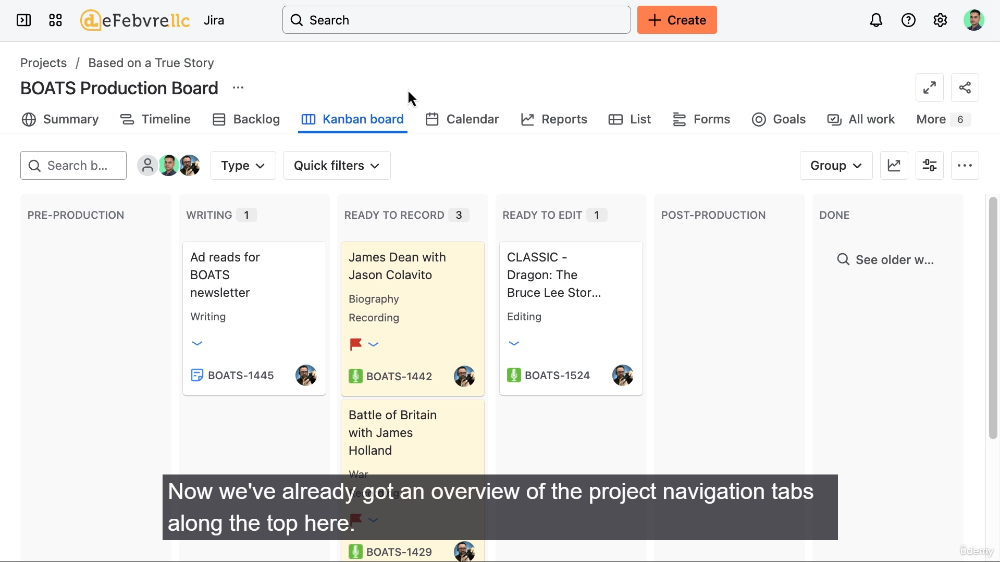 deFebvre llc Jira Search + Create
Projects / Based on a True Story
BOATS Production Board ...
Summary Timeline Backlog Kanban board Calendar Reports List Forms Goals All work More 6
Search b... Type Quick filters Group
PRE-PRODUCTION WRITING 1 READY TO RECORD 3 READY TO EDIT 1 POST-PRODUCTION DONE
Ad reads for
BOATS
newsletter
Writing
BOATS-1445
James Dean with
Jason Colavito
Biography
Recording
BOATS-1442
Battle of Britain
with James
Holland
War
Recording
BOATS-1429
CLASSIC -
Dragon: The
Bruce Lee Stor...
Editing
BOATS-1524
See older w...
Now we've already got an overview of the project navigation tabs
along the top here.
ûdemy